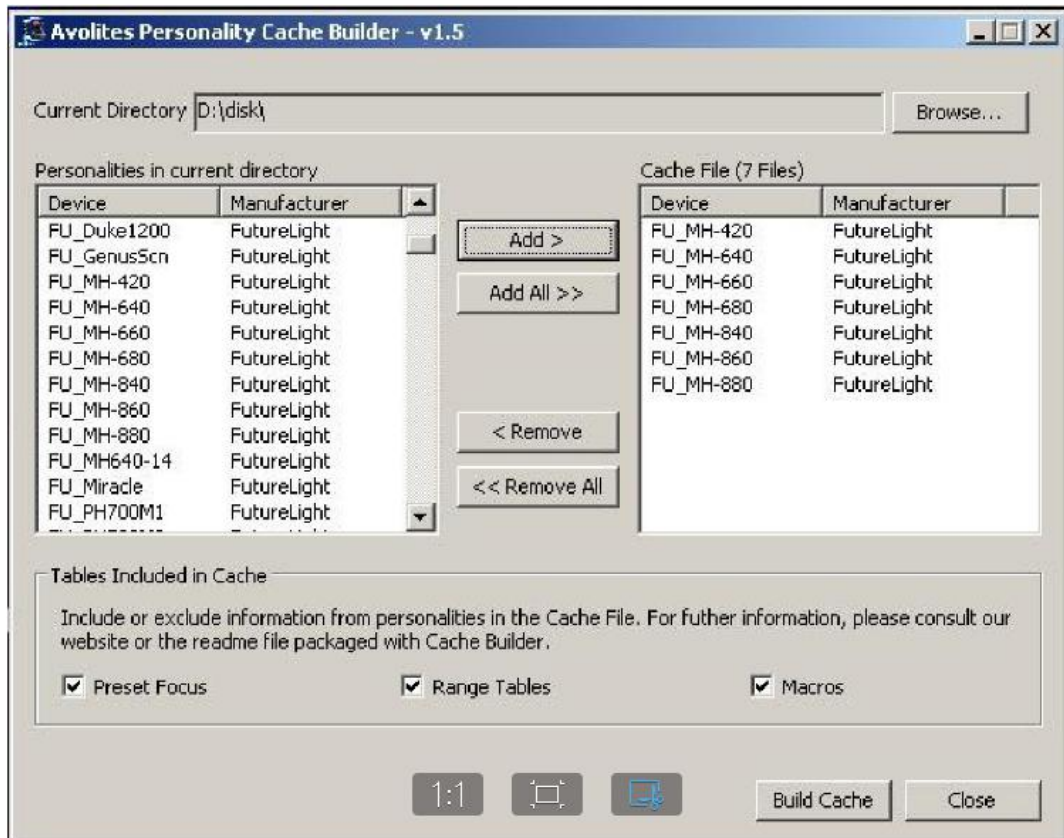 Avolites Personality Cache Builder - v1.5
Current Directory D:\disk\ Browse...
Personalities in current directory
Device Manufacturer
FU_Duke1200 FutureLight
FU_GenusScn FutureLight
FU_MH-420 FutureLight
FU_MH-640 FutureLight
FU_MH-660 FutureLight
FU_MH-680 FutureLight
FU_MH-840 FutureLight
FU_MH-860 FutureLight
FU_MH-880 FutureLight
FU_MH640-14 FutureLight
FU_Miracle FutureLight
FU_PH700M1 FutureLight
Add >
Add All >>
< Remove
<< Remove All
Cache File (7 Files)
Device Manufacturer
FU_MH-420 FutureLight
FU_MH-640 FutureLight
FU_MH-660 FutureLight
FU_MH-680 FutureLight
FU_MH-840 FutureLight
FU_MH-860 FutureLight
FU_MH-880 FutureLight
Tables Included in Cache
Include or exclude information from personalities in the Cache File. For futher information, please consult our
website or the readme file packaged with Cache Builder.
Preset Focus Range Tables Macros
1:1
Build Cache Close